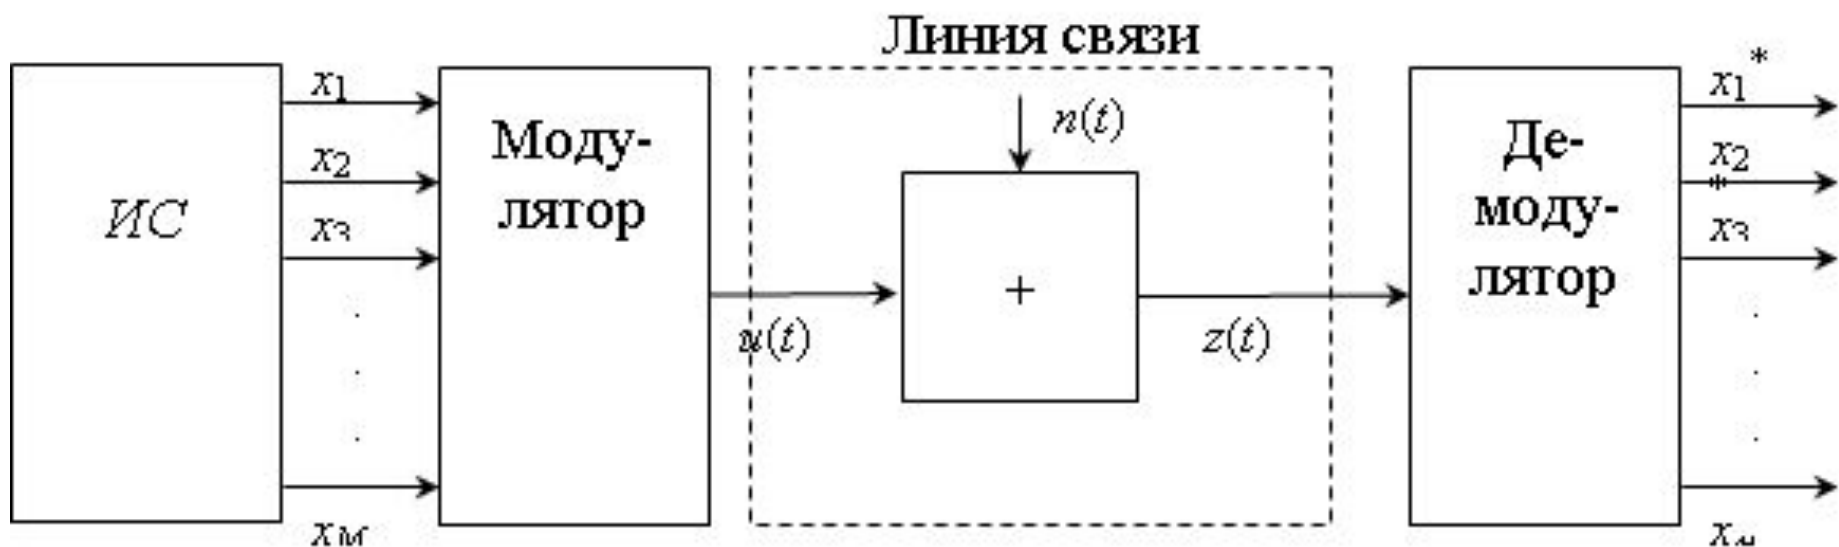 Линия связи
ИС
x1
x2
x3
xM
Моду-
лятор
u(t)
n(t)
+
z(t)
Де-
моду-
лятор
x1*
x2
*
x3